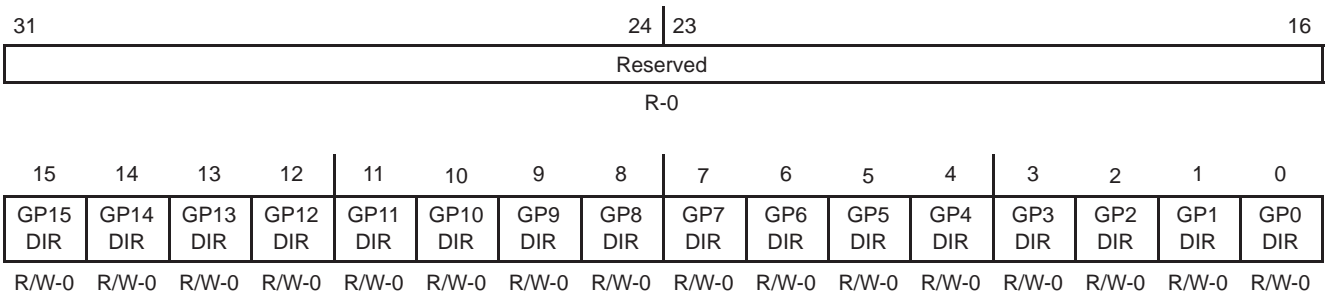 31 24 23 16
Reserved
R-0
15 14 13 12 11 10 9 8 7 6 5 4 3 2 1 0
GP15 GP14 GP13 GP12 GP11 GP10 GP9 GP8 GP7 GP6 GP5 GP4 GP3 GP2 GP1 GP0
DIR DIR DIR DIR DIR DIR DIR DIR DIR DIR DIR DIR DIR DIR DIR DIR
R/W-0 R/W-0 R/W-0 R/W-0 R/W-0 R/W-0 R/W-0 R/W-0 R/W-0 R/W-0 R/W-0 R/W-0 R/W-0 R/W-0 R/W-0 R/W-0